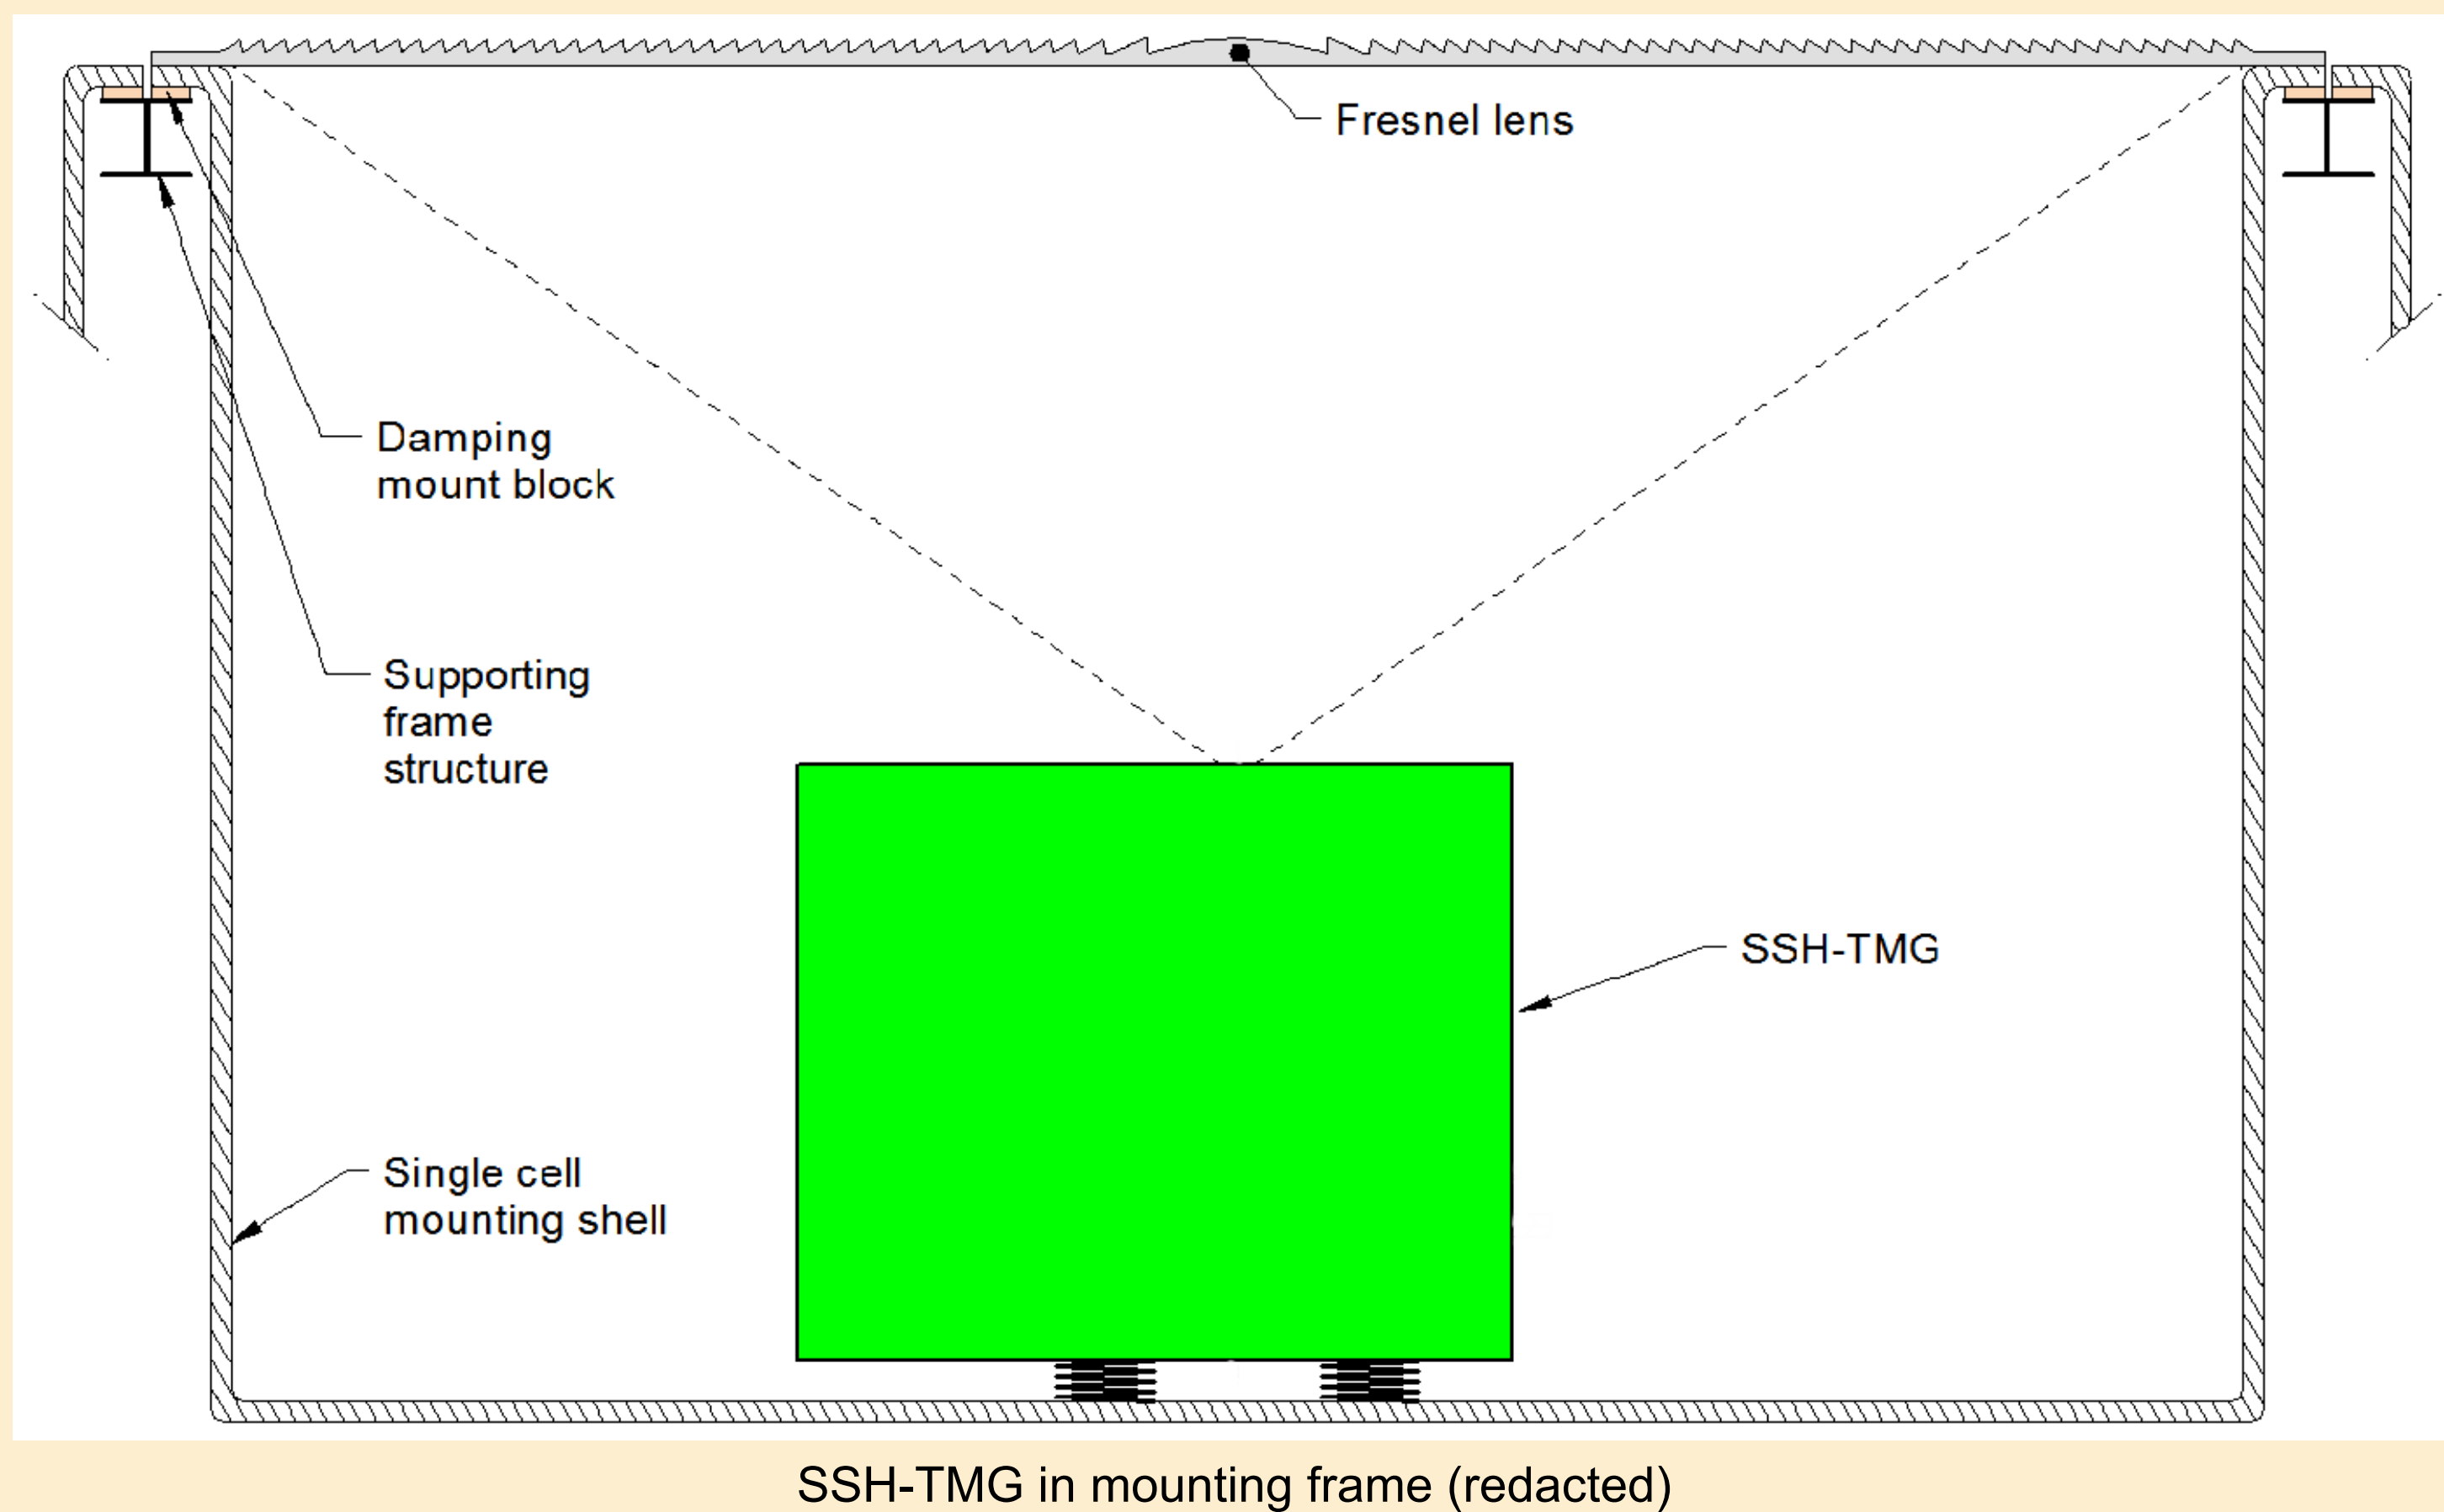 Fresnel lens
Damping
mount block
Supporting
frame
structure
SSH-TMG
Single cell
mounting shell
SSH-TMG in mounting frame (redacted)